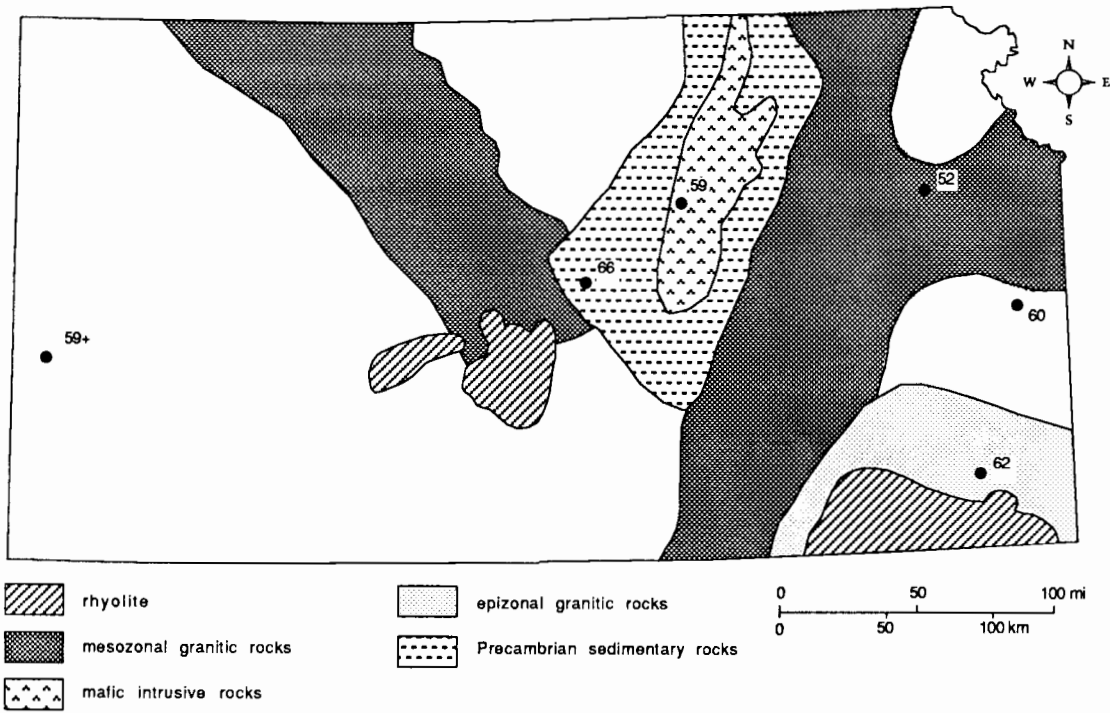 N
W E
S
52
59
66
60
59+
62
rhyolite
mesozonal granitic rocks
mafic intrusive rocks
epizonal granitic rocks
Precambrian sedimentary rocks
0 50 100 mi
0 50 100 km